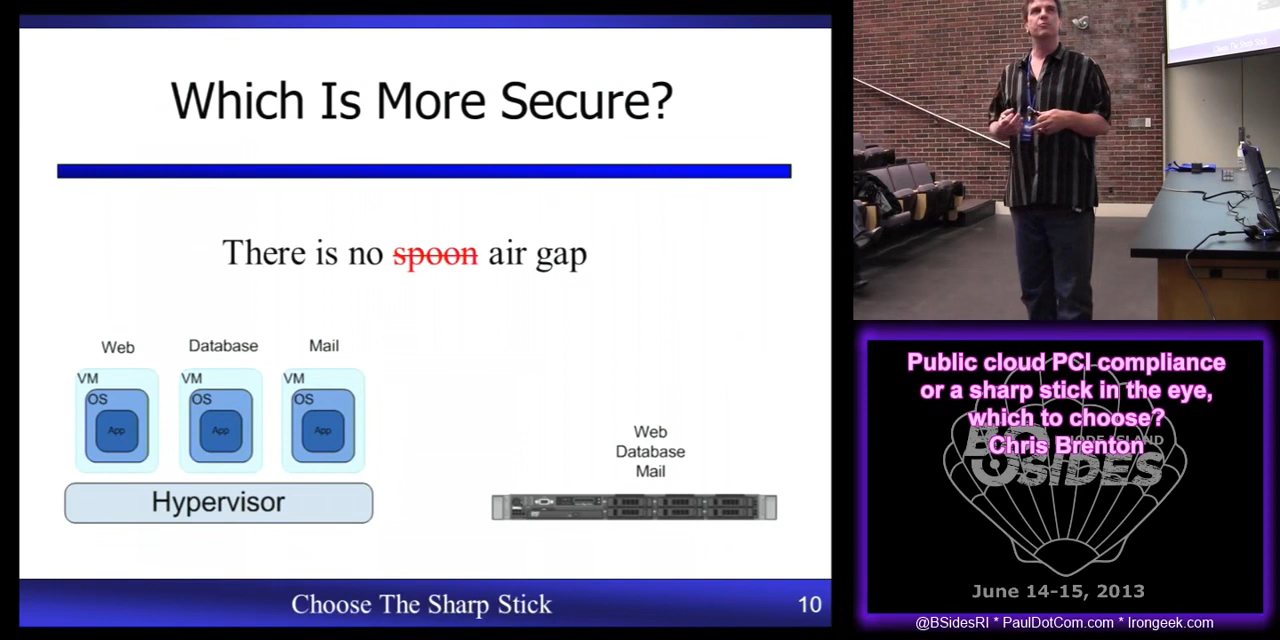 Which Is More Secure?
There is no spoon air gap
Web
Database
Mail
VM
VM
VM
OS
OS
OS
App
App
App
Hypervisor
Web
Database
Mail
Choose The Sharp Stick
10
Public cloud PCI compliance
or a sharp stick in the eye,
which to choose?
Chris Brenton
BSIDES
June 14-15, 2013
@BSidesRI * PaulDotCom.com * Irongeek.com